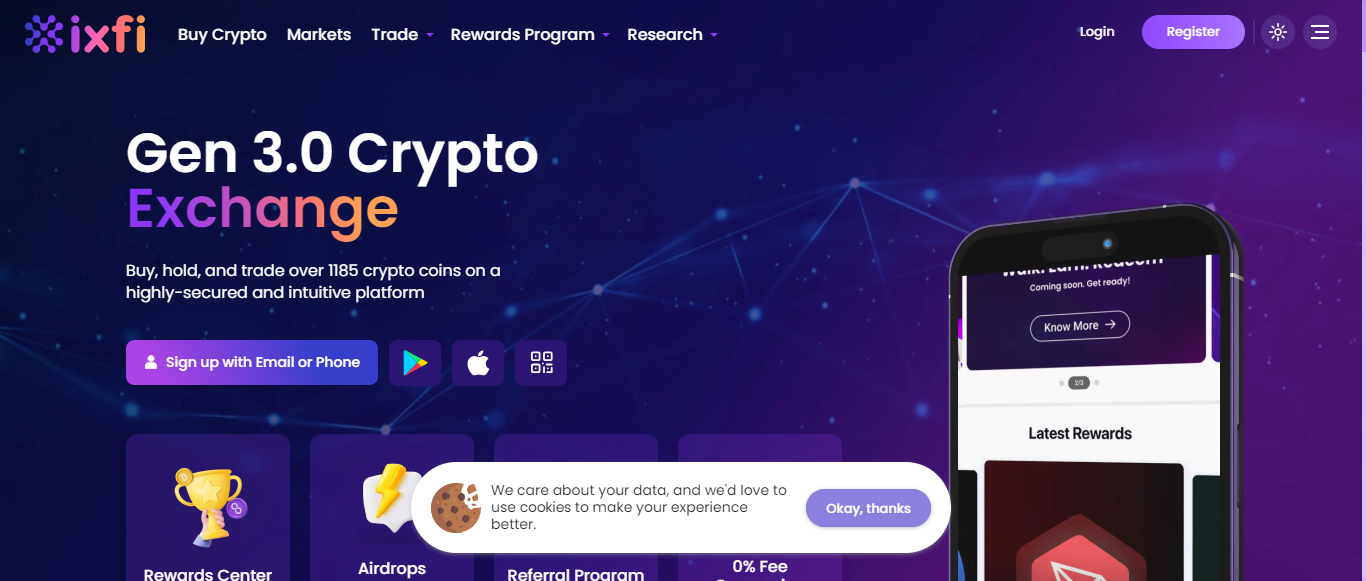 ixfi
Buy Crypto
Markets
Trade
Rewards Program
Research
Login
Register
Gen 3.0 Crypto
Exchange
Buy, hold, and trade over 1185 crypto coins on a
highly-secured and intuitive platform
Sign up with Email or Phone
Walk. Earn. Redeem
Coming soon. Get ready!
Know More
2/3
Latest Rewards
Rewards Center
Airdrops
Referral Program
0% Fee
We care about your data, and we'd love to
use cookies to make your experience
better.
Okay, thanks